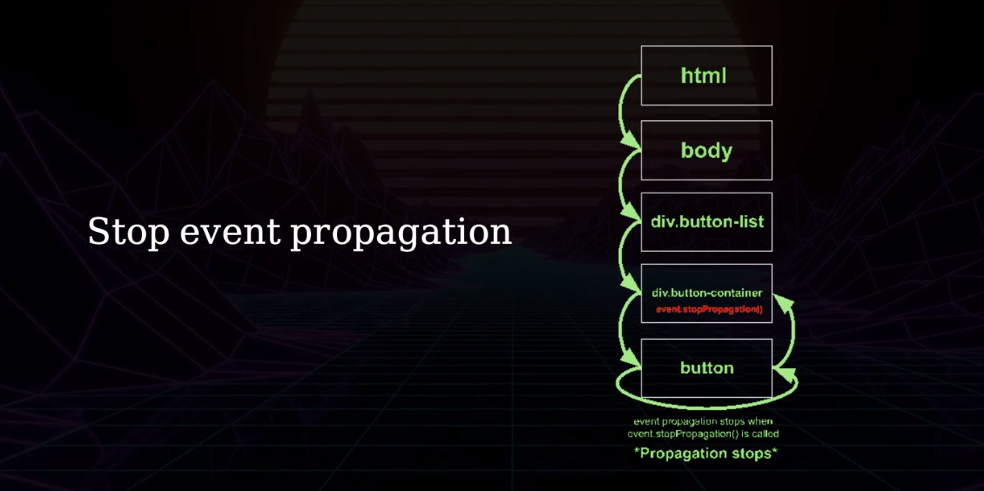 Stop event propagation
html
body
div.button-list
div.button-container
event.stopPropagation()
button
event propagation stops when
event.stopPropagation() is called
*Propagation stops*